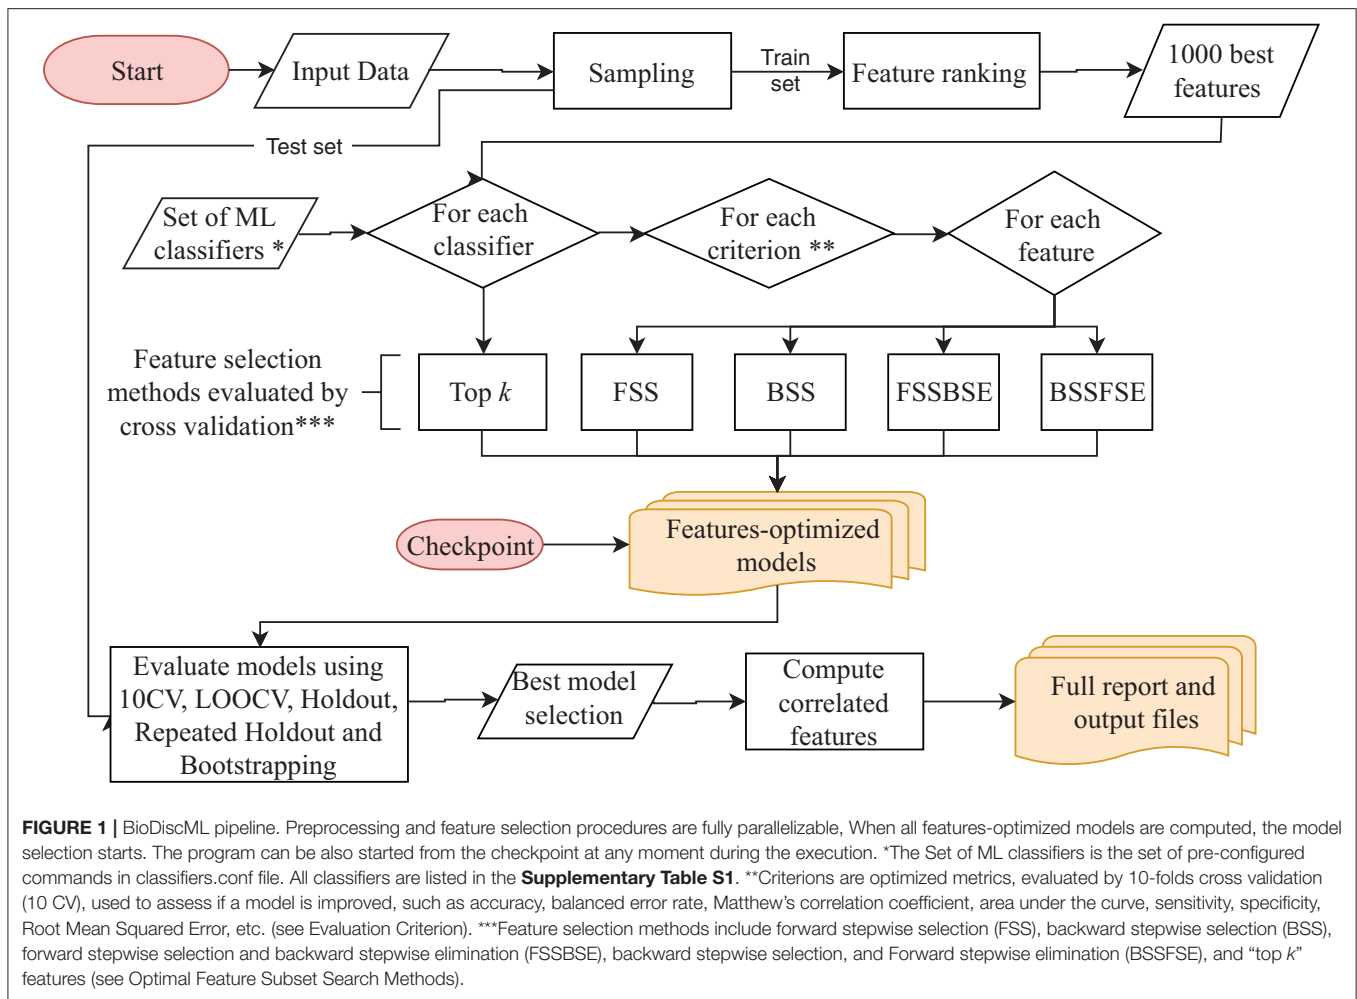 Start
Input Data
Sampling
Train
set
Feature ranking
1000 best
features
Test set
Set of ML
classifiers *
For each
classifier
For each
criterion **
For each
feature
Feature selection
methods evaluated by
cross validation***
Top k
FSS
BSS
FSSBSE
BSSFSE
Checkpoint
Features-optimized
models
Evaluate models using
10CV, LOOCV, Holdout,
Repeated Holdout and
Bootstrapping
Best model
selection
Compute
correlated
features
Full report and
output files
FIGURE 1 | BioDiscML pipeline. Preprocessing and feature selection procedures are fully parallelizable, When all features-optimized models are computed, the model
selection starts. The program can be also started from the checkpoint at any moment during the execution. *The Set of ML classifiers is the set of pre-configured
commands in classifiers.conf file. All classifiers are listed in the Supplementary Table S1. **Criterions are optimized metrics, evaluated by 10-folds cross validation
(10 CV), used to assess if a model is improved, such as accuracy, balanced error rate, Matthew's correlation coefficient, area under the curve, sensitivity, specificity,
Root Mean Squared Error, etc. (see Evaluation Criterion). ***Feature selection methods include forward stepwise selection (FSS), backward stepwise selection (BSS),
forward stepwise selection and backward stepwise elimination (FSSBSE), backward stepwise selection, and Forward stepwise elimination (BSSFSE), and “top k”
features (see Optimal Feature Subset Search Methods).